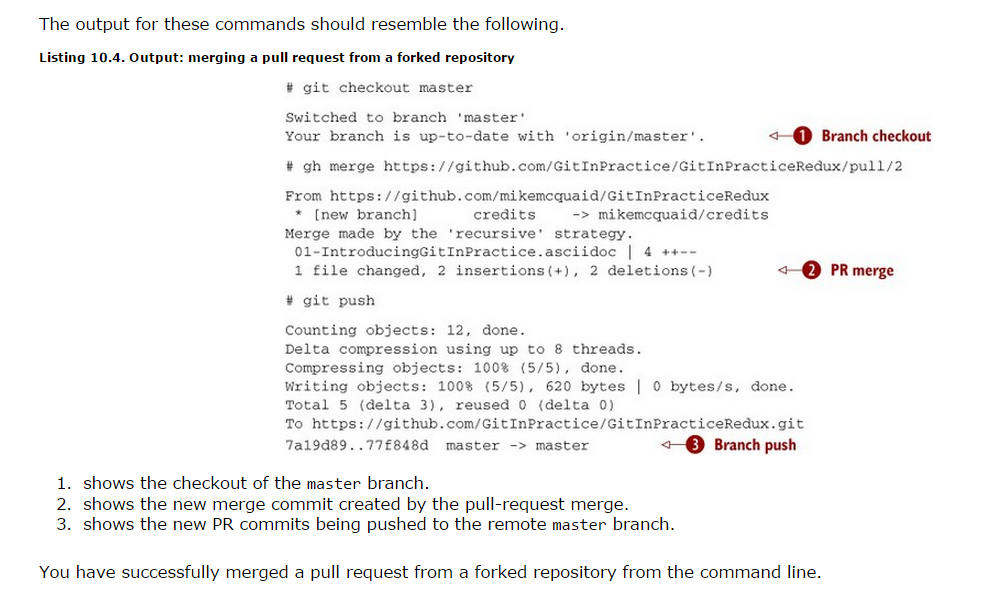 The output for these commands should resemble the following.
Listing 10.4. Output: merging a pull request from a forked repository
# git checkout master
Switched to branch 'master'
Your branch is up-to-date with 'origin/master'.
1 Branch checkout
# gh merge https://github.com/GitInPractice/GitInPracticeRedux/pull/2
From https://github.com/mikemcquaid/GitInPracticeRedux
* [new branch] credits -> mikemcquaid/credits
Merge made by the 'recursive' strategy.
01-IntroducingGitInPractice.asciidoc | 4 ++--
1 file changed, 2 insertions(+), 2 deletions(-)
2 PR merge
# git push
Counting objects: 12, done.
Delta compression using up to 8 threads.
Compressing objects: 100% (5/5), done.
Writing objects: 100% (5/5), 620 bytes | 0 bytes/s, done.
Total 5 (delta 3), reused 0 (delta 0)
To https://github.com/GitInPractice/GitInPracticeRedux.git
7a19d89..77f848d master -> master
3 Branch push
1. shows the checkout of the master branch.
2. shows the new merge commit created by the pull-request merge.
3. shows the new PR commits being pushed to the remote master branch.
You have successfully merged a pull request from a forked repository from the command line.